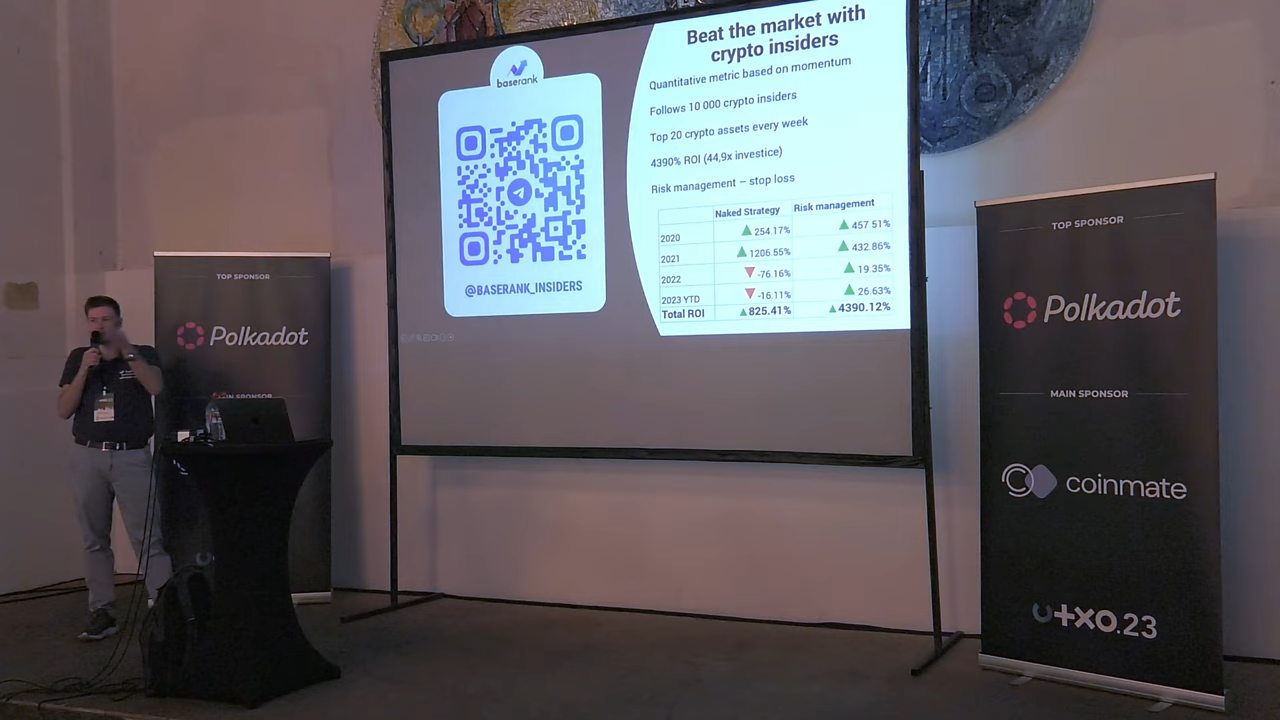 baserank
@BASERANK_INSIDERS
Beat the market with
crypto insiders
Quantitative metric based on momentum
Follows 10 000 crypto insiders
Top 20 crypto assets every week
4390% ROI (44,9x investice)
Risk management – stop loss
Naked Strategy Risk management
2020 ▲ 254.17% ▲ 457.51%
2021 ▲ 1206.55% ▲ 432.86%
2022 ▼ -76.16% ▲ 19.35%
2023 YTD ▼ -16.11% ▲ 26.63%
Total ROI ▲ 825.41% ▲ 4390.12%
TOP SPONSOR
Polkadot
MAIN SPONSOR
TOP SPONSOR
Polkadot
MAIN SPONSOR
coinmate
utxo.23